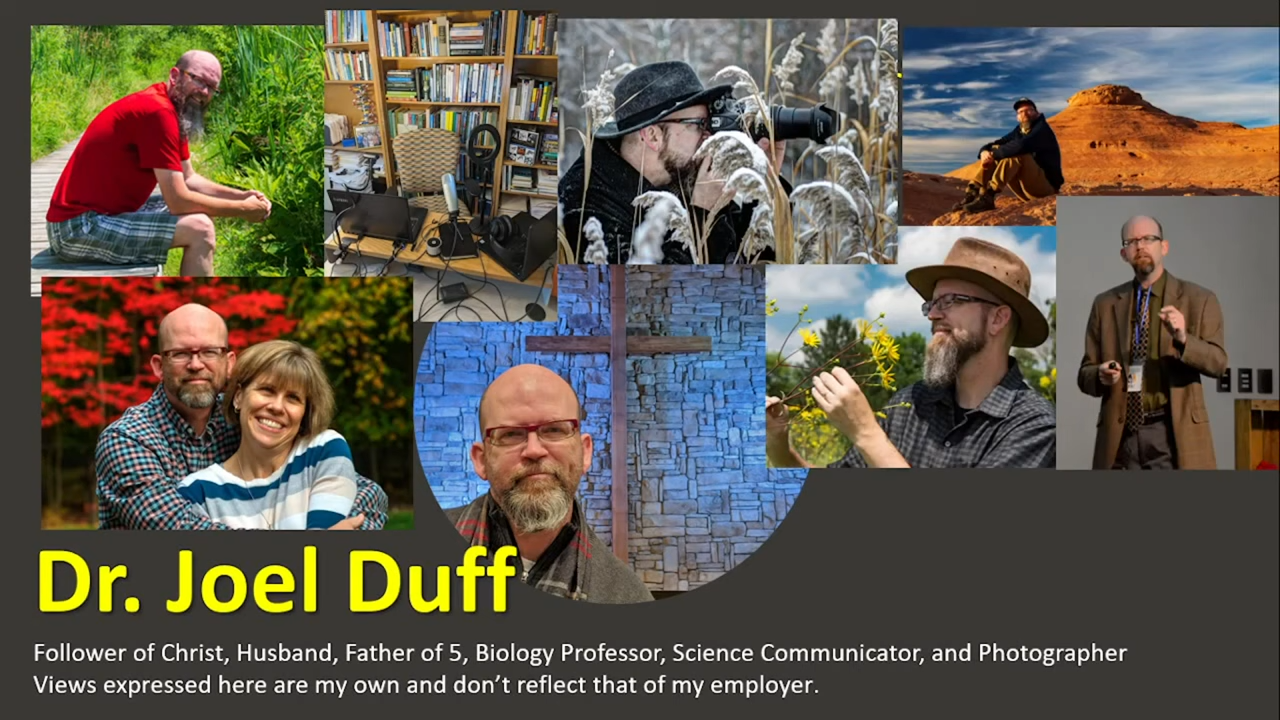 Dr. Joel Duff
Follower of Christ, Husband, Father of 5, Biology Professor, Science Communicator, and Photographer
Views expressed here are my own and don’t reflect that of my employer.